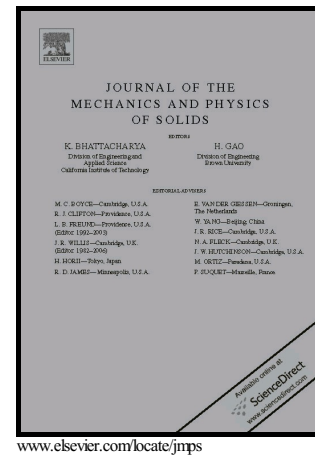 ELSEVIER
JOURNAL OF THE
MECHANICS AND PHYSICS
OF SOLIDS
EDITORS
K. BHATTACHARYA
Division of Engineering and
Applied Science
California Institute of Technology
H. GAO
Division of Engineering
Brown University
EDITORIAL ADVISERS
M. C. BOYCE—Cambridge, U.S.A.
R. J. CLIFTON—Providence, U.S.A.
L. B. FREUND—Providence, U.S.A.
(Editor 1992–2003)
J. R. WILLIS—Cambridge, U.K.
(Editor 1982–2006)
H. HORII—Tokyo, Japan
R. D. JAMES—Minneapolis, U.S.A.
E. VAN DER GIESSEN—Groningen,
The Netherlands
W. YANG—Beijing, China
J. R. RICE—Cambridge, U.S.A.
N. A. FLECK—Cambridge, U.K.
J. W. HUTCHINSON—Cambridge, U.S.A.
M. ORTIZ—Pasadena, U.S.A.
P. SUQUET—Marseille, France
Available online at
ScienceDirect
www.sciencedirect.com
www.elsevier.com/locate/jmps